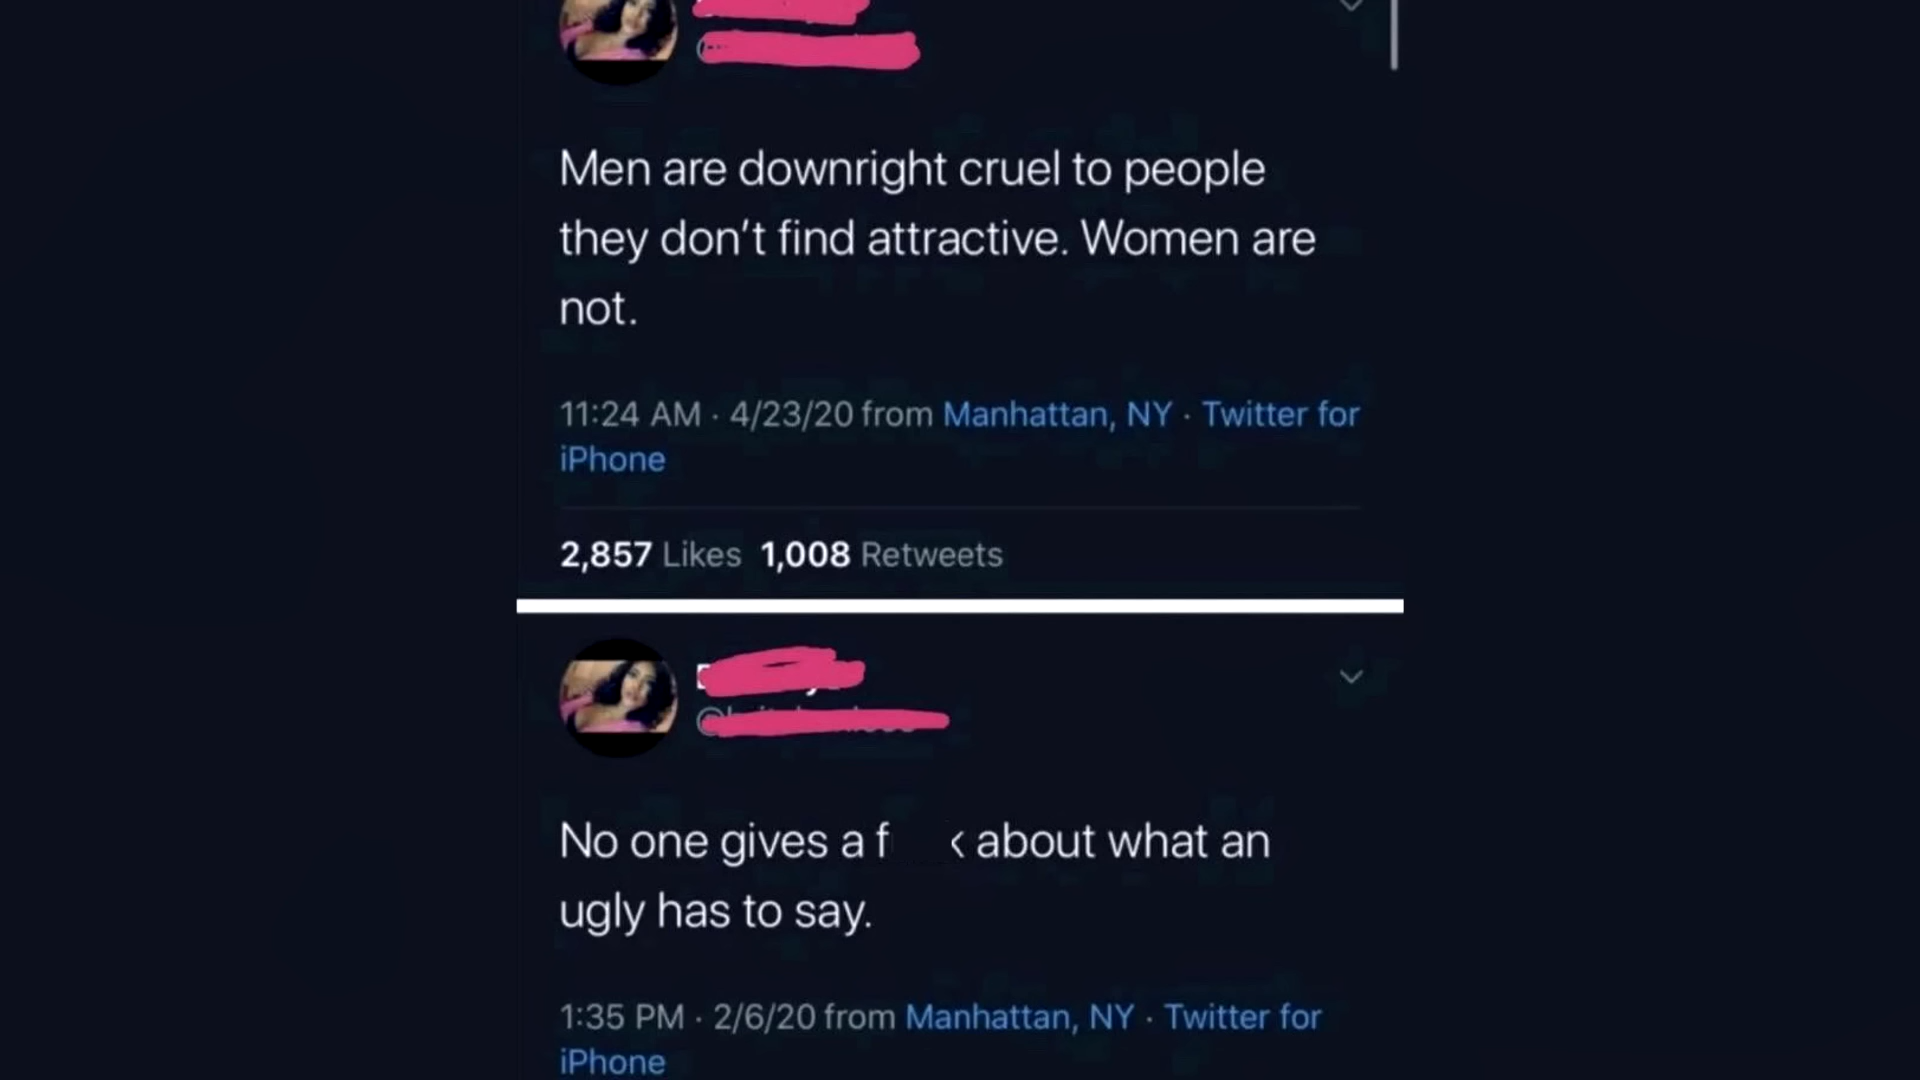 Men are downright cruel to people
they don't find attractive. Women are
not.
11:24 AM · 4/23/20 from Manhattan, NY · Twitter for
iPhone
2,857 Likes 1,008 Retweets
No one gives a f k about what an
ugly has to say.
1:35 PM · 2/6/20 from Manhattan, NY · Twitter for
iPhone